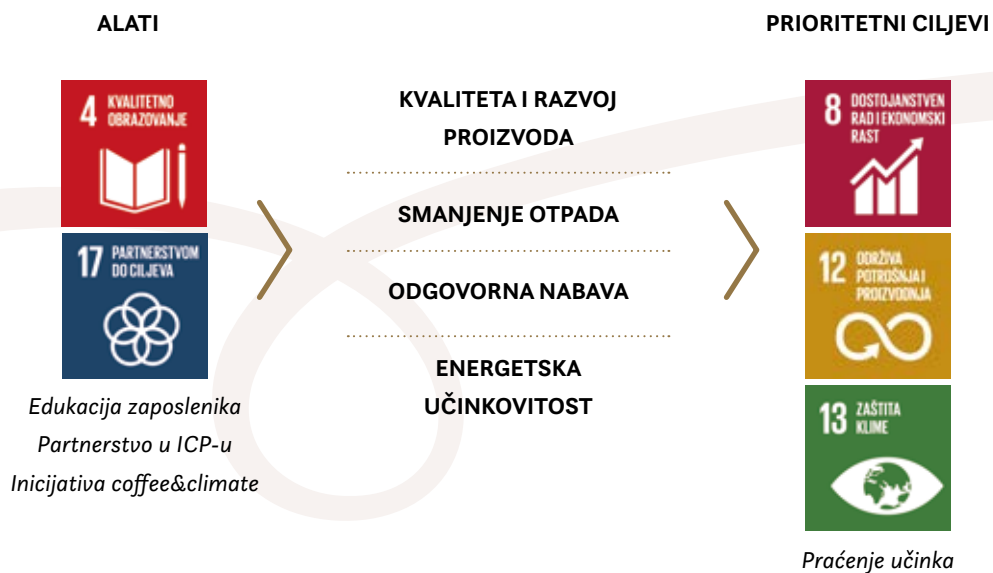 ALATI
4 KVALITETNO
OBRAZOVANJE
17 PARTNERSTVOM
DO CILJEVA
Edukacija zaposlenika
Partnerstvo u ICP-u
Inicijativa coffee&climate
KVALITETA I RAZVOJ
PROIZVODA
SMANJENJE OTPADA
ODGOVORNA NABAVA
ENERGETSKA
UČINKOVITOST
PRIORITETNI CILJEVI
8 DOSTOJANSTVEN
RAD I EKONOMSKI
RAST
12 ODRŽIVA
POTROŠNJA I
PROIZVODNJA
13 ZAŠTITA
KLIME
Praćenje učinka